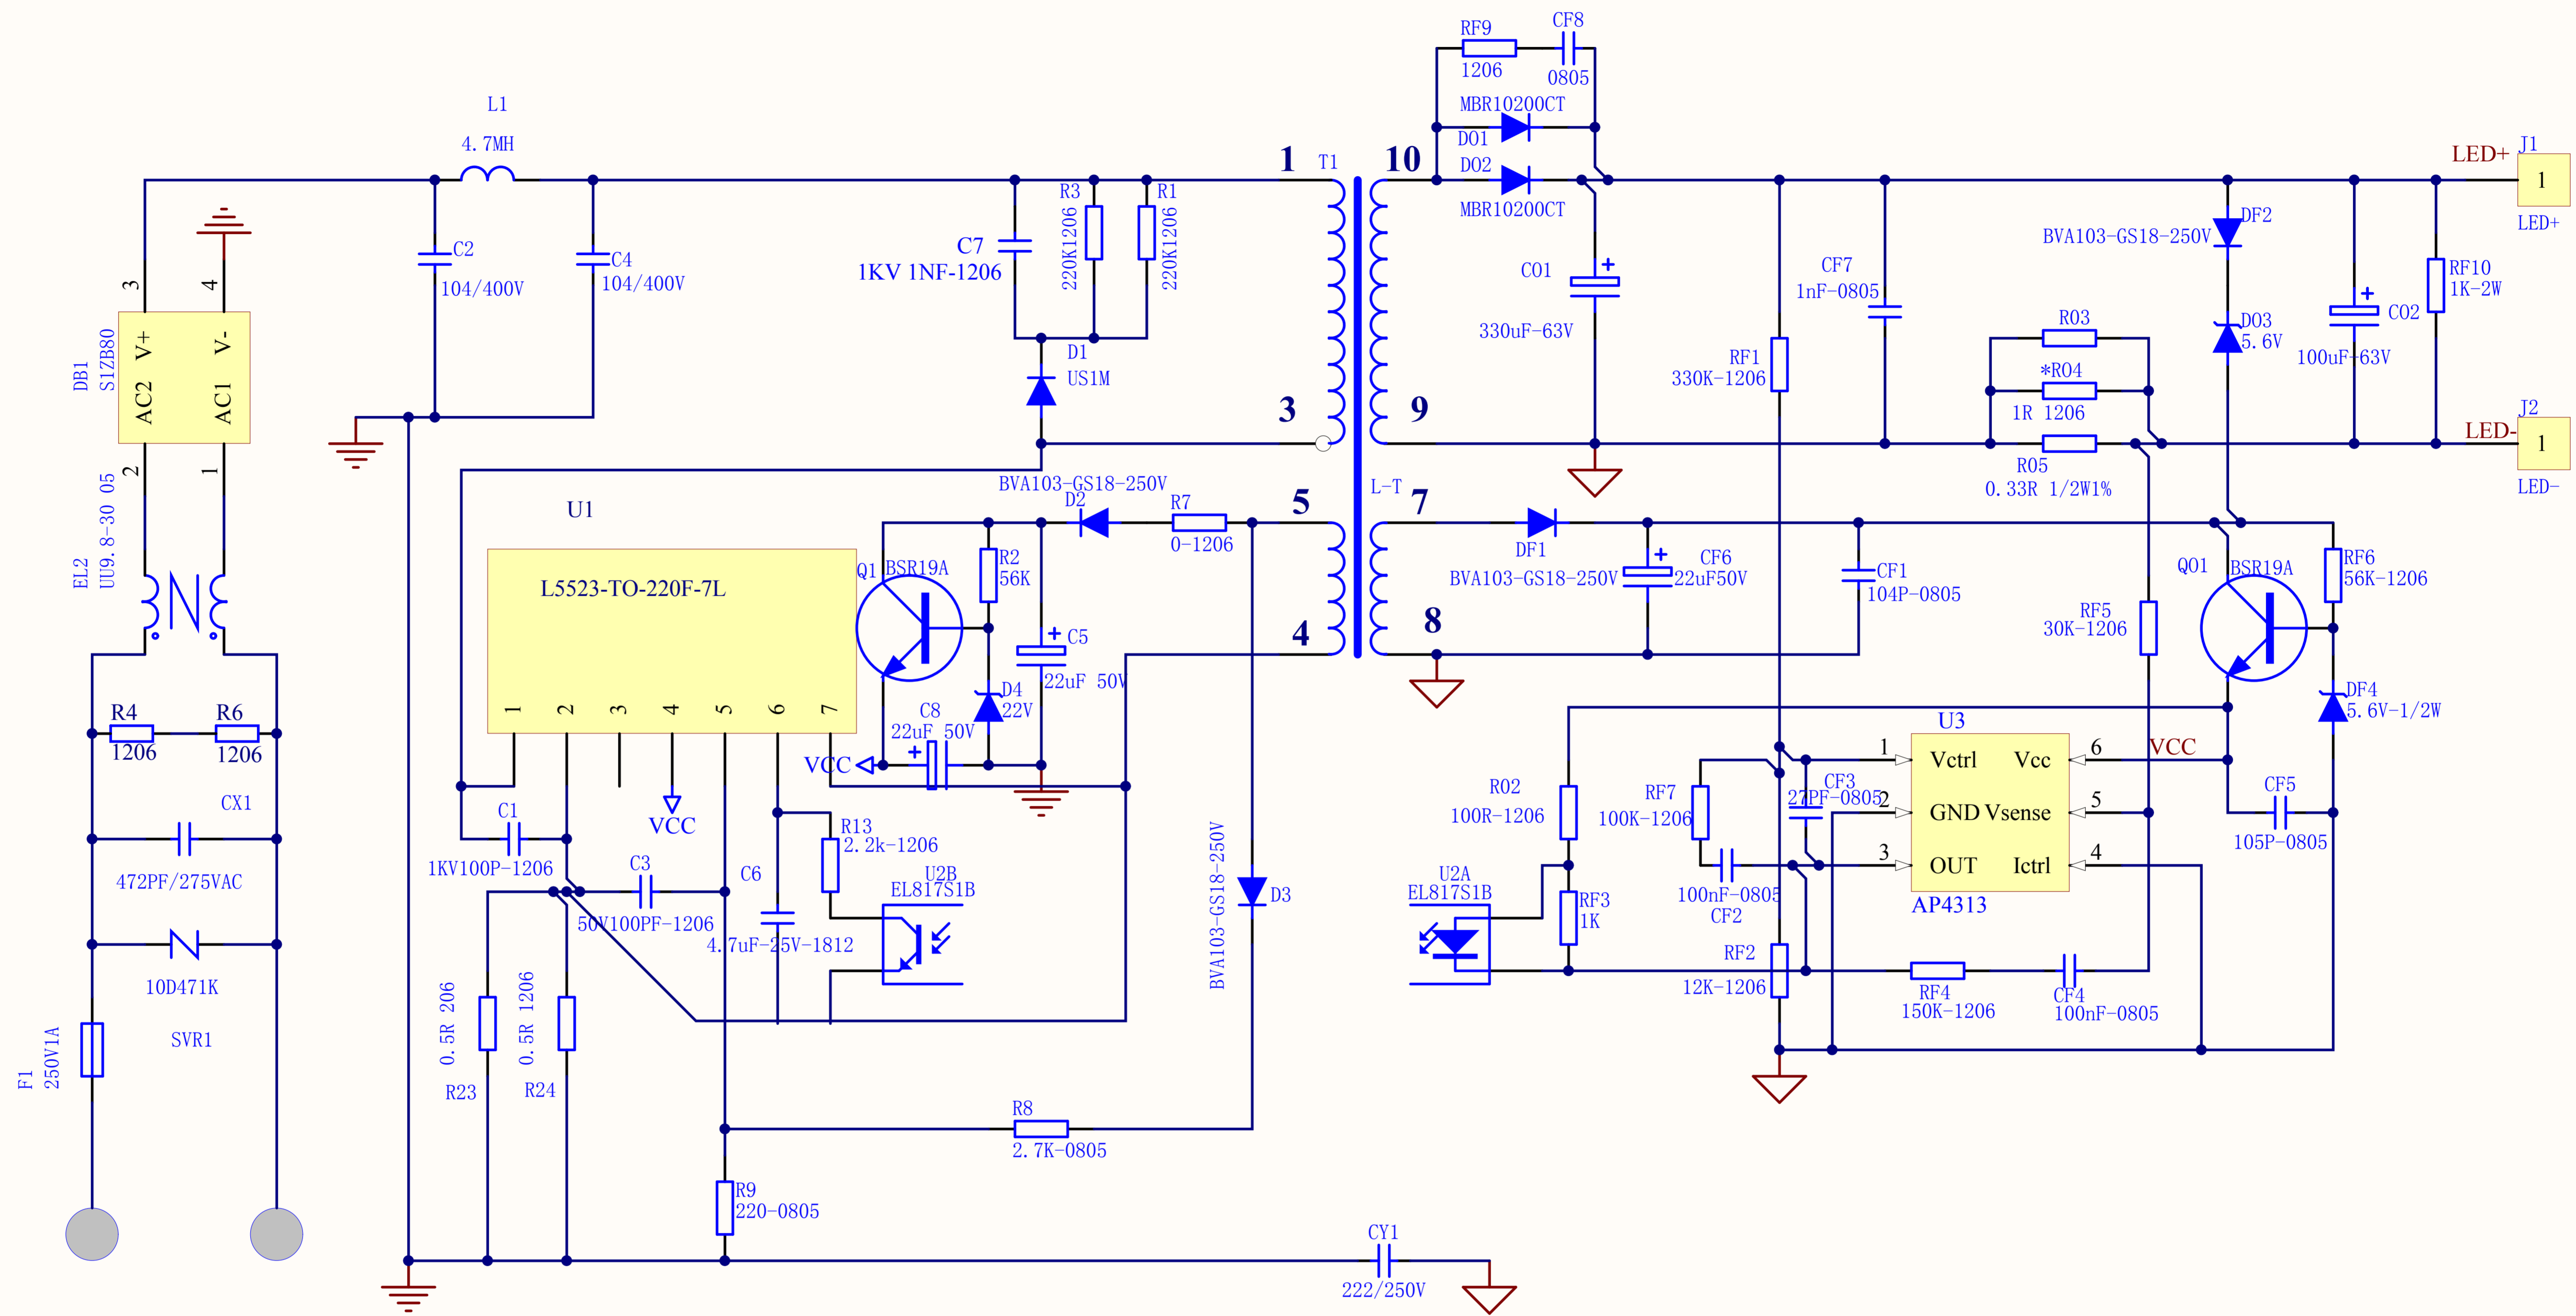 RF9
CF8
1206
0805
MBR10200CT
DO1
DO2
MBR10200CT
L1
4.7MH
1
T1
10
LED+
J1
1
LED+
R3
220K1206
R1
220K1206
C7
1KV 1NF-1206
C2
104/400V
C4
104/400V
3
4
V+
V-
AC2
AC1
DB1
S1ZB80
2
1
D1
US1M
3
9
CO1
330uF-63V
CF7
1nF-0805
RF1
330K-1206
DF2
BVA103-GS18-250V
DO3
5.6V
CO2
100uF-63V
RF10
1K-2W
RO3
*RO4
1R 1206
RO5
0.33R 1/2W1%
J2
LED-
1
LED-
EL2
UU9.8-30 05
U1
L5523-TO-220F-7L
1
2
3
4
5
6
7
BVA103-GS18-250V
D2
R7
0-1206
5
L-T
7
4
8
Q1
BSR19A
R2
56K
C5
22uF 50V
D4
22V
C8
22uF 50V
VCC
VCC
DF1
BVA103-GS18-250V
CF6
22uF50V
CF1
104P-0805
RF5
30K-1206
QO1
BSR19A
RF6
56K-1206
DF4
5.6V-1/2W
R4
1206
R6
1206
CX1
472PF/275VAC
10D471K
SVR1
F1
250V1A
C1
1KV100P-1206
C3
50V100PF-1206
C6
4.7uF-25V-1812
R13
2.2k-1206
U2B
EL817S1B
BVA103-GS18-250V
D3
U2A
EL817S1B
RO2
100R-1206
RF3
1K
RF7
100K-1206
CF3
27PF-0805
100nF-0805
CF2
U3
1
Vctrl
Vcc
6
VCC
2
GND
Vsense
5
3
OUT
Ictrl
4
AP4313
CF5
105P-0805
RF2
12K-1206
RF4
150K-1206
CF4
100nF-0805
0.5R 206
R23
0.5R 1206
R24
R8
2.7K-0805
R9
220-0805
CY1
222/250V